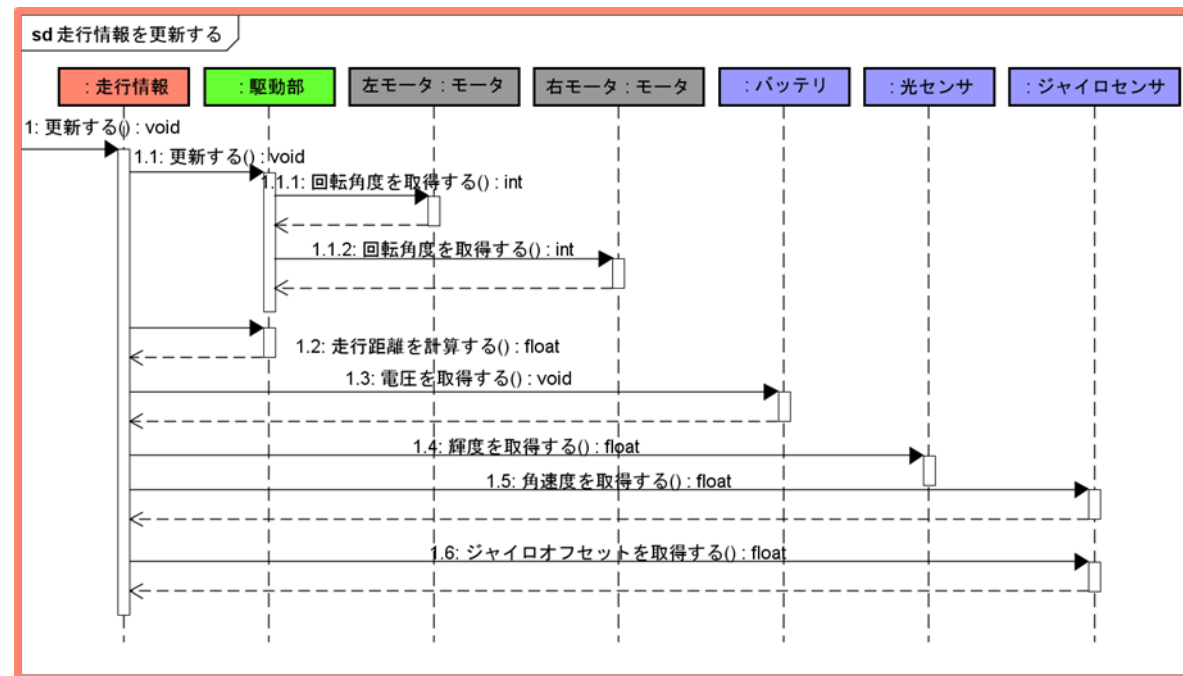 sd 走行情報を更新する
: 走行情報
: 駆動部
左モータ : モータ
右モータ : モータ
: バッテリ
: 光センサ
: ジャイロセンサ
1: 更新する() : void
1.1: 更新する() : void
1.1.1: 回転角度を取得する() : int
1.1.2: 回転角度を取得する() : int
1.2: 走行距離を計算する() : float
1.3: 電圧を取得する() : void
1.4: 輝度を取得する() : float
1.5: 角速度を取得する() : float
1.6: ジャイロオフセットを取得する() : float